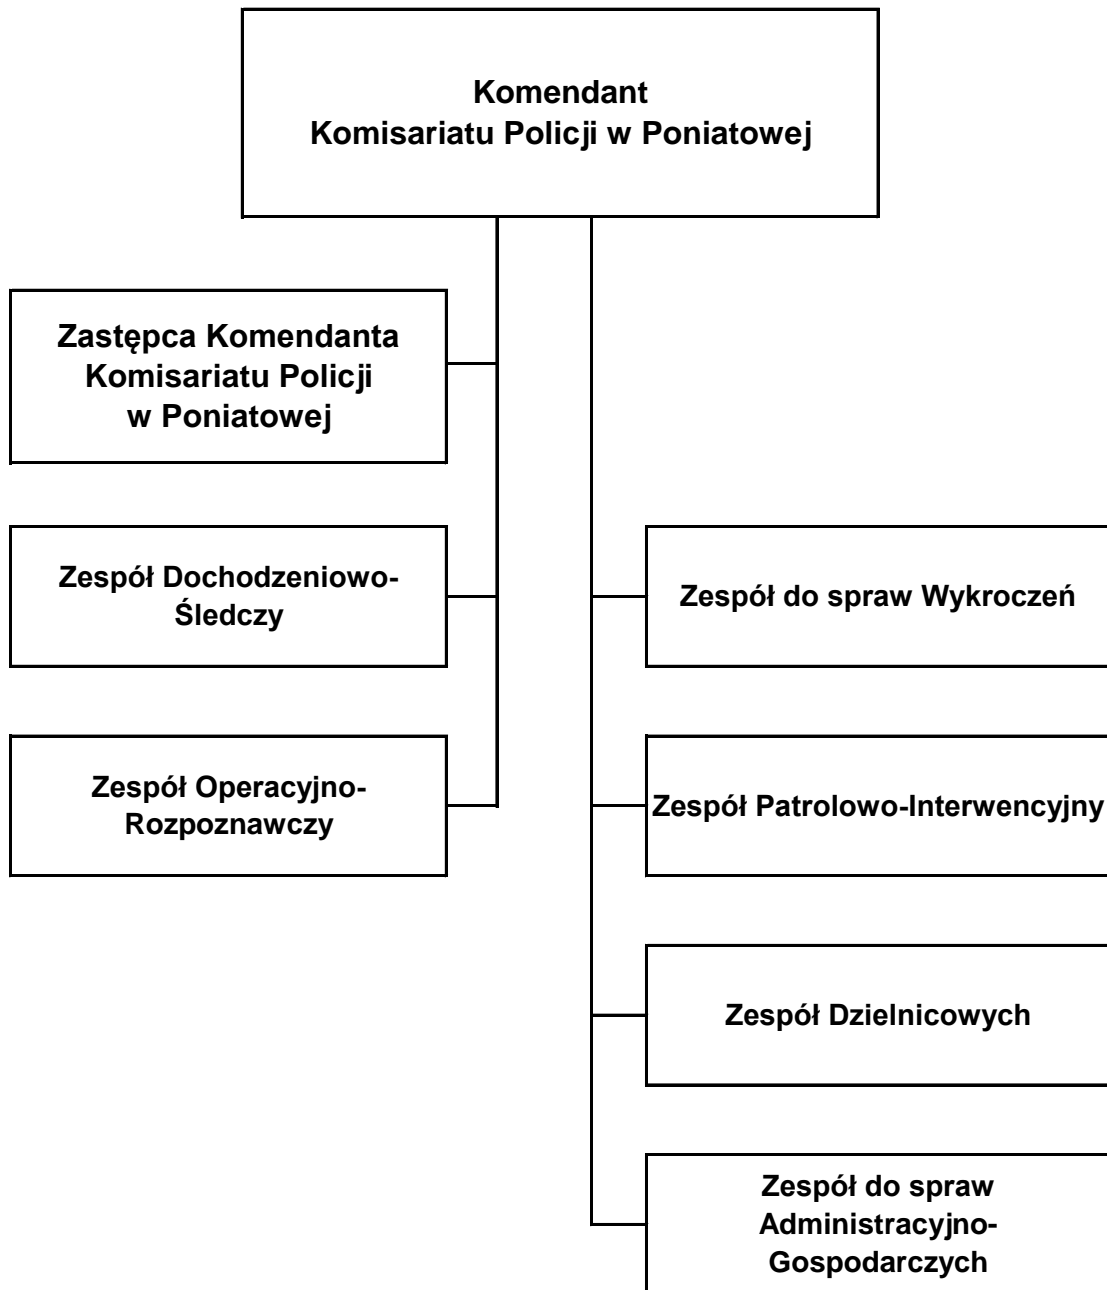 Komendant
Komisariatu Policji w Poniatowej
Zastępca Komendanta
Komisariatu Policji
w Poniatowej
Zespół Dochodzeniowo-
Śledczy
Zespół do spraw Wykroczeń
Zespół Operacyjno-
Rozpoznawczy
Zespół Patrolowo-Interwencyjny
Zespół Dzielnicowych
Zespół do spraw
Administracyjno-
Gospodarczych